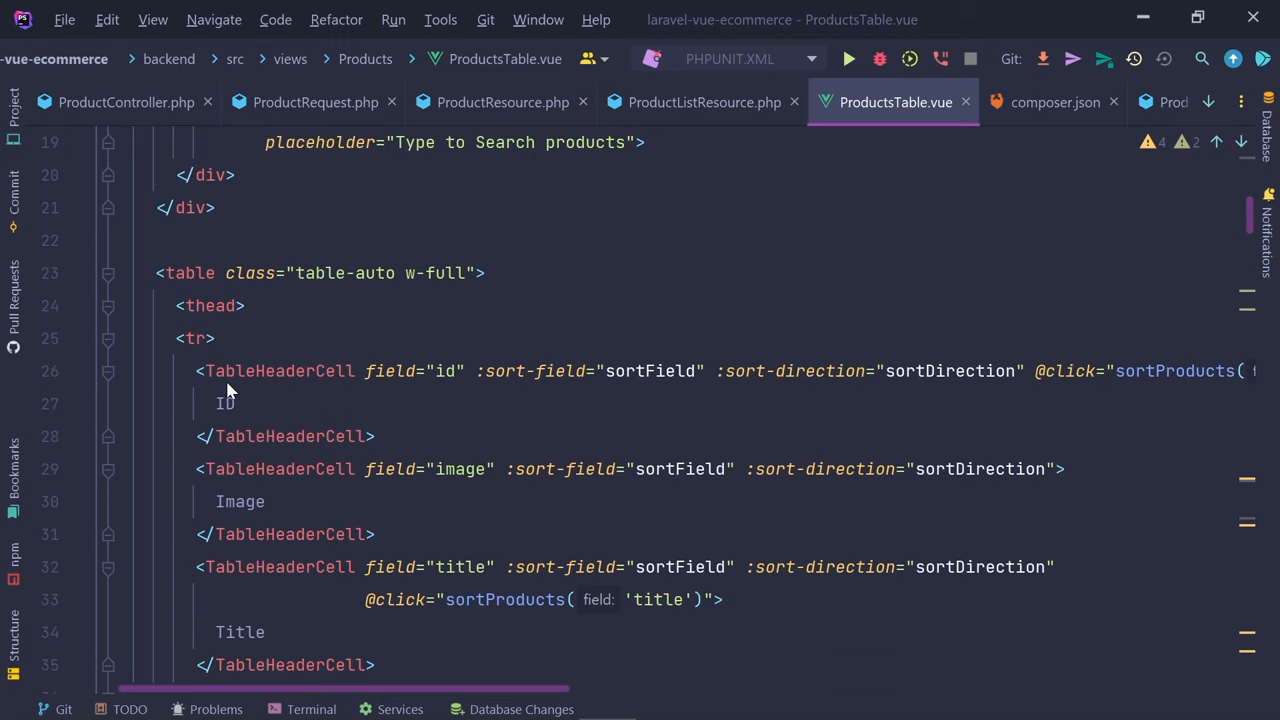 PS File Edit View Navigate Code Refactor Run Tools Git Window Help laravel-vue-ecommerce - ProductsTable.vue
-vue-ecommerce backend src views Products ProductsTable.vue PHPUNIT.XML Git:
ProductController.php ProductRequest.php ProductResource.php ProductListResource.php ProductsTable.vue composer.json Prod
19 placeholder="Type to Search products"> 4 2
20 </div>
21 </div>
22
23 <table class="table-auto w-full">
24 <thead>
25 <tr>
26 <TableHeaderCell field="id" :sort-field="sortField" :sort-direction="sortDirection" @click="sortProducts(
27 ID
28 </TableHeaderCell>
29 <TableHeaderCell field="image" :sort-field="sortField" :sort-direction="sortDirection">
30 Image
31 </TableHeaderCell>
32 <TableHeaderCell field="title" :sort-field="sortField" :sort-direction="sortDirection"
33 @click="sortProducts( field: 'title')">
34 Title
35 </TableHeaderCell>
Project
Commit
Pull Requests
Bookmarks
npm
Structure
Database
Notifications
Git TODO Problems Terminal Services Database Changes